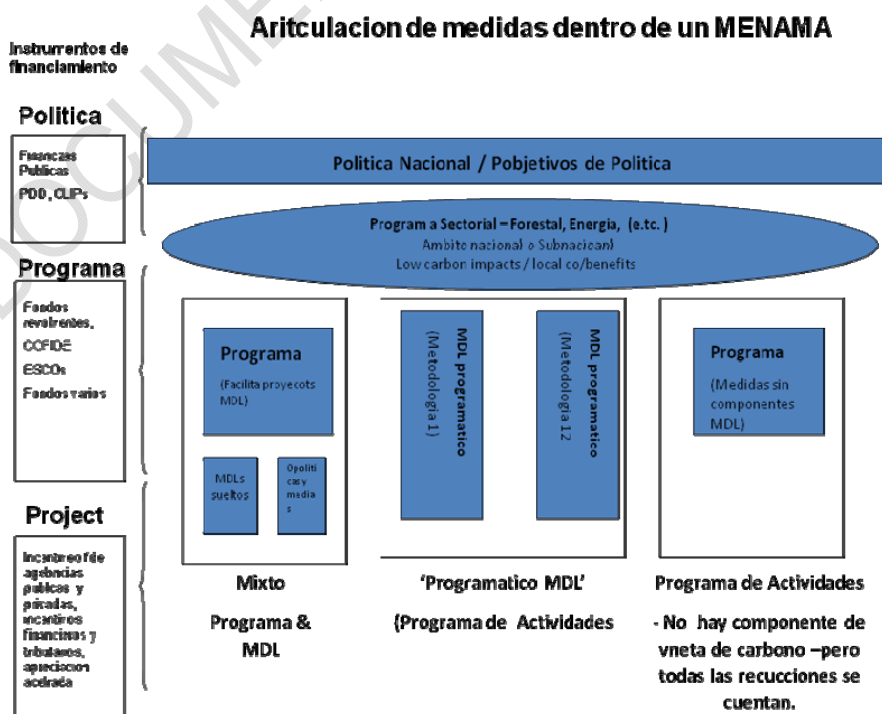 Aritculacion de medidas dentro de un MENAMA
Instrumentos de
financiamiento
Politica
Finanzas
Publicas
PDD, CLIPs
Politica Nacional / Pobjetivos de Politica
Program a Sectorial – Forestal, Energia, (e.tc. )
Ambito nacional o Subnacioanl
Low carbon impacts / local co/benefits
Programa
Fondos
revolventes,
COFIDE
ESCOs
Fondos varios
Programa
(Facilita proyecots
MDL)
MDLs
sueltos
Opoliti
cas y
media
s
MDL programatico
(Metodologia 1)
MDL programatico
(Metodologia 12
Programa
(Medidas sin
componentes
MDL)
Project
de
agencias
publicas y
privadas,
incentivos
financieros y
tributarios,
Mixto
Programa &
MDL
'Programatico MDL'
(Programa de Actividades
Programa de Actividades
- No hay componente de
vneta de carbono –pero
todas las recucciones se
cuentan.